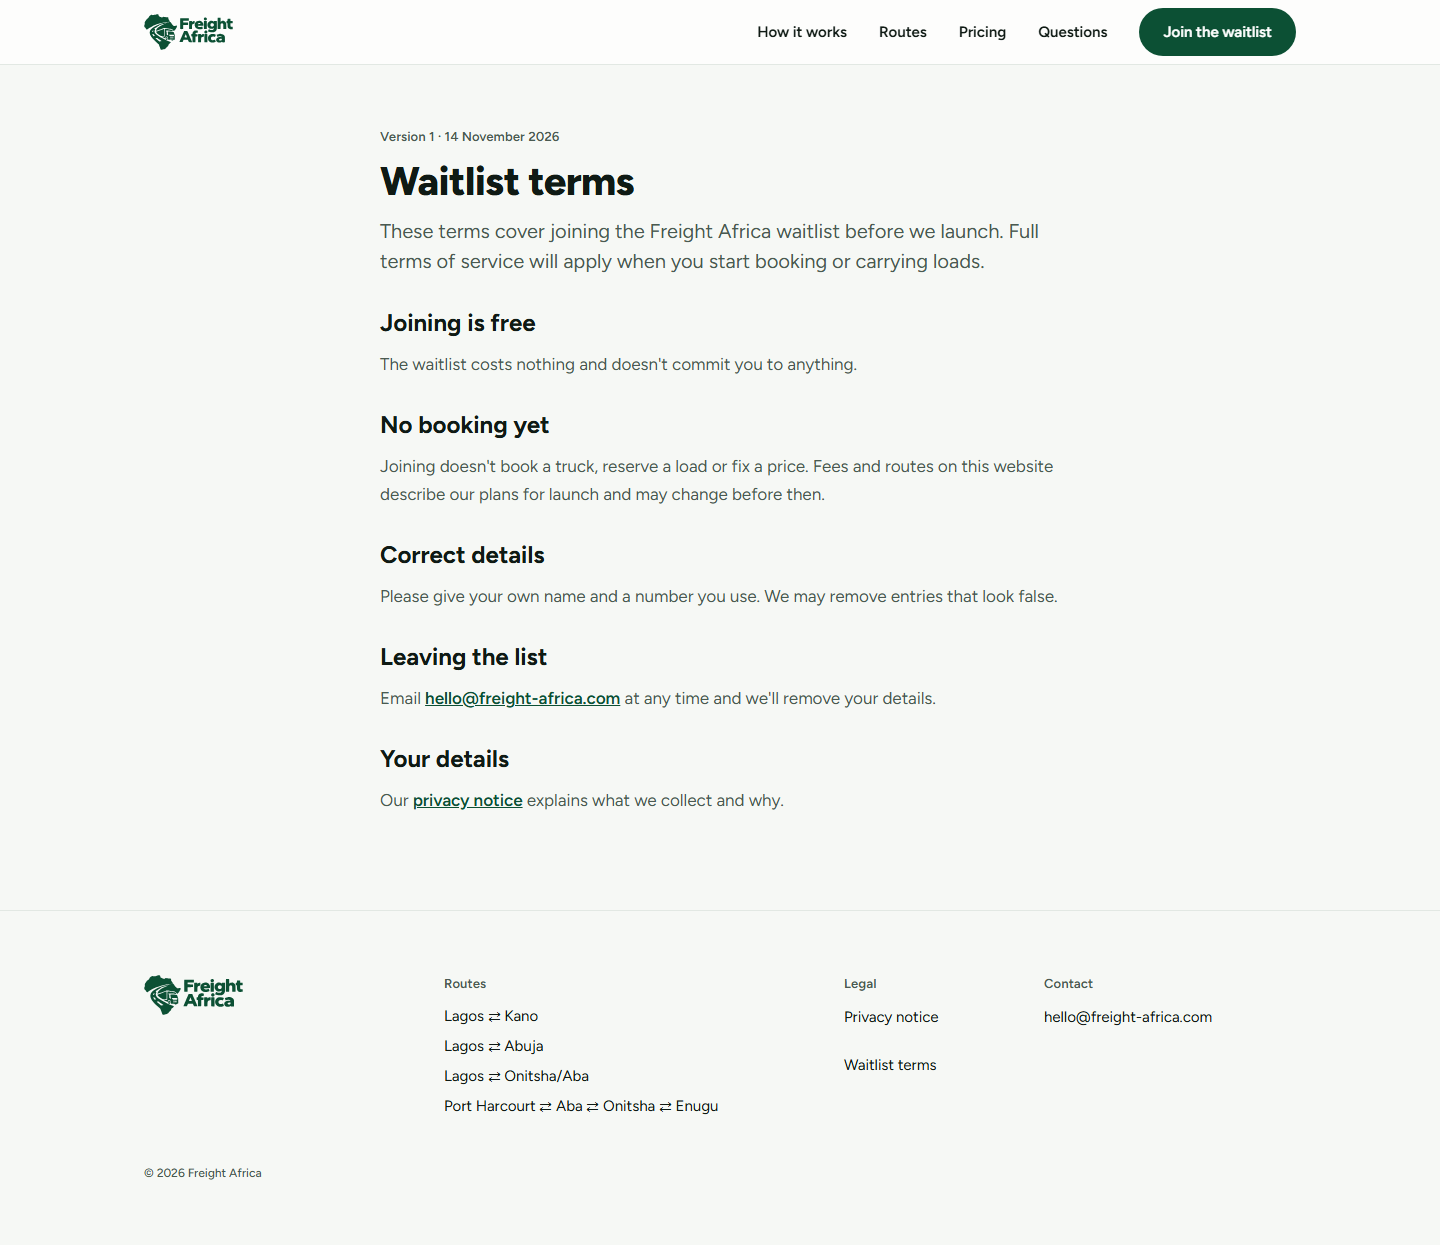 Freight
Africa
How it works
Routes
Pricing
Questions
Join the waitlist
Version 1 · 14 November 2026
Waitlist terms
These terms cover joining the Freight Africa waitlist before we launch. Full
terms of service will apply when you start booking or carrying loads.
Joining is free
The waitlist costs nothing and doesn't commit you to anything.
No booking yet
Joining doesn't book a truck, reserve a load or fix a price. Fees and routes on this website
describe our plans for launch and may change before then.
Correct details
Please give your own name and a number you use. We may remove entries that look false.
Leaving the list
Email hello@freight-africa.com at any time and we'll remove your details.
Your details
Our privacy notice explains what we collect and why.
Freight
Africa
Routes
Lagos ⇄ Kano
Lagos ⇄ Abuja
Lagos ⇄ Onitsha/Aba
Port Harcourt ⇄ Aba ⇄ Onitsha ⇄ Enugu
Legal
Privacy notice
Waitlist terms
Contact
hello@freight-africa.com
© 2026 Freight Africa